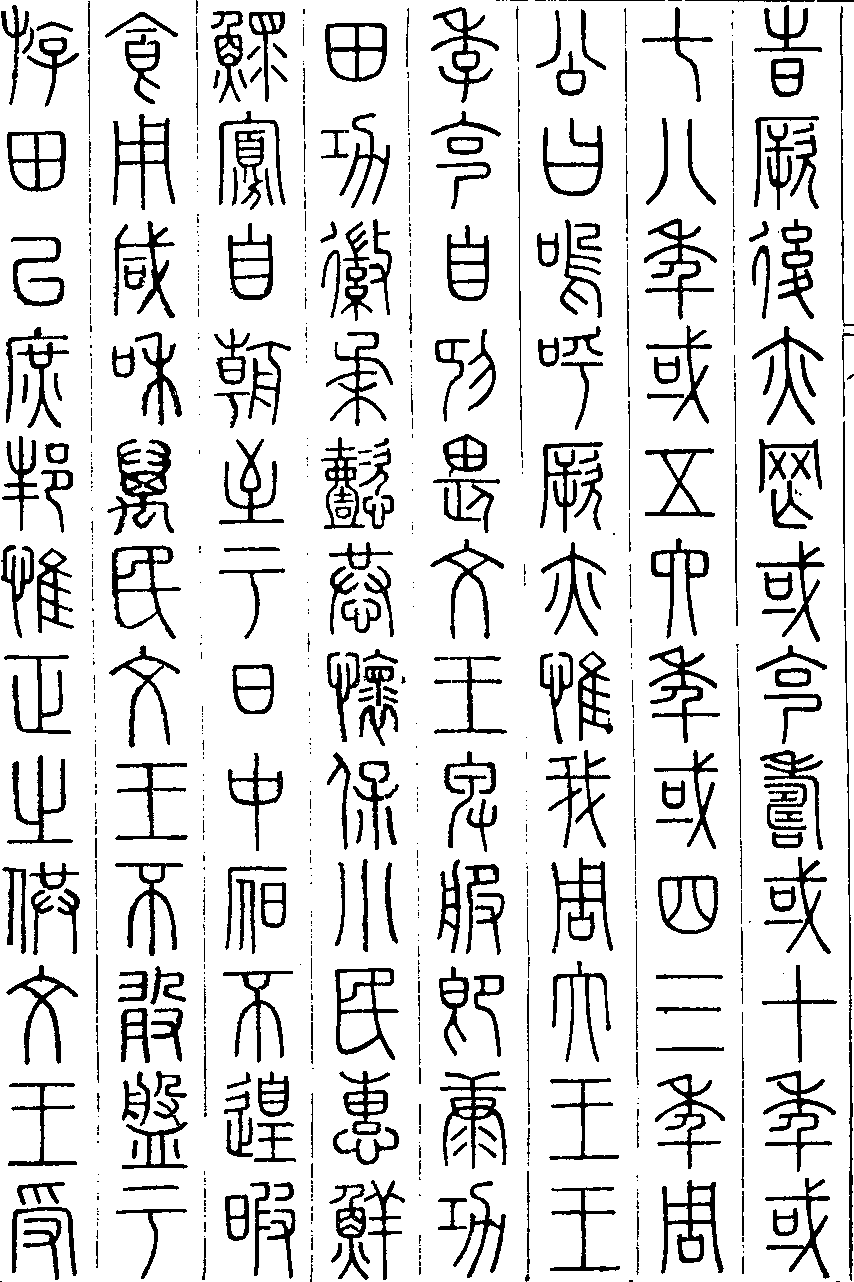 旹厥後亦罔或克壽或十年或
七八年或五六年或四三年周
公曰嗚呼厥亦惟我周大王王
季克自抑畏文王卑服即康功
田功徽柔懿恭懷保小民惠鮮
鰥寡自朝至于日中昃不遑暇
食用咸和萬民文王不敢盤于
游田以庶邦惟正之供文王受